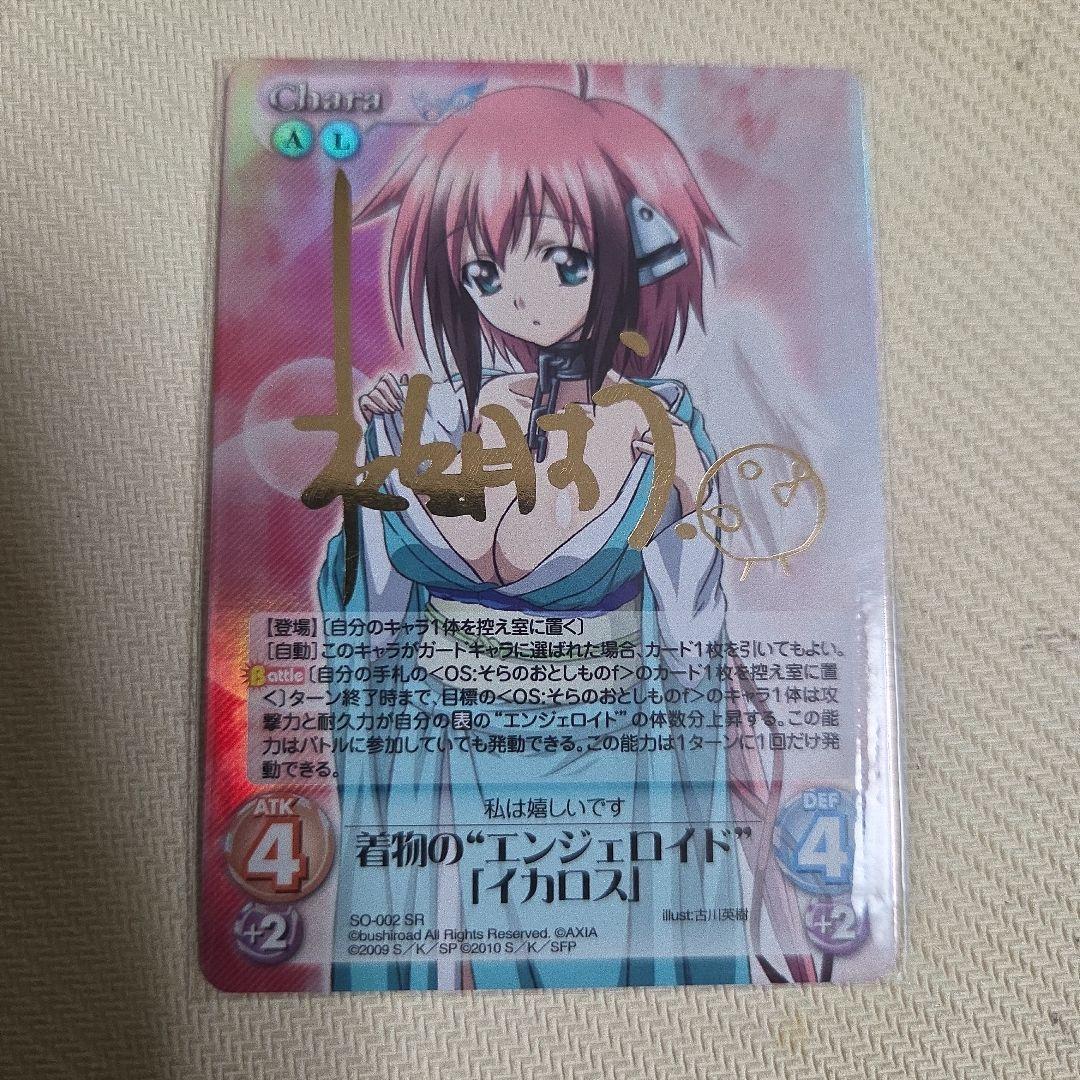 Chara
A L
【登場】〔自分のキャラ1体を控え室に置く〕
［自動］このキャラがガードキャラに選ばれた場合、カード1枚を引いてもよい。
Battle〔自分の手札の<OS:そらのおとしものf>のカード1枚を控え室に置
く〕ターン終了時まで、目標の<OS:そらのおとしものf>のキャラ1体は攻
撃力と耐久力が自分の表の“エンジェロイド”の体数分上昇する。この能
力はバトルに参加していても発動できる。この能力は1ターンに1回だけ発
動できる。
ATK
4
+2
私は嬉しいです
着物の“エンジェロイド”
「イカロス」
DEF
4
+2
SO-002 SR
illust:古川英樹
©bushiroad All Rights Reserved. ©AXIA
©2009 S／K／SP ©2010 S／K／SFP